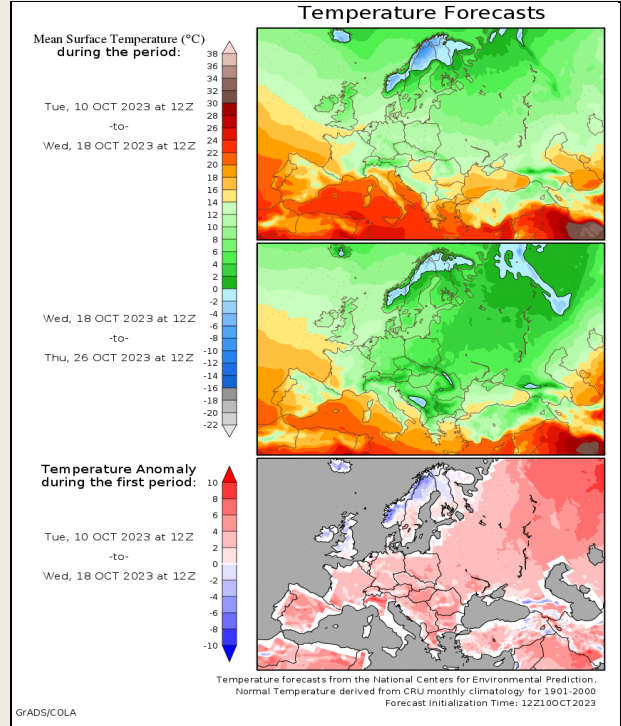 Temperature Forecasts
Mean Surface Temperature (°C)
during the period:
Tue, 10 OCT 2023 at 12Z
-to-
Wed, 18 OCT 2023 at 12Z
38
36
34
32
30
28
26
24
22
20
18
16
14
12
10
8
6
4
2
0
-2
-4
-6
-8
-10
-12
-14
-16
-18
-20
-22
Wed, 18 OCT 2023 at 12Z
-to-
Thu, 26 OCT 2023 at 12Z
Temperature Anomaly
during the first period:
Tue, 10 OCT 2023 at 12Z
-to-
Wed, 18 OCT 2023 at 12Z
10
8
6
4
2
0
-2
-4
-6
-8
-10
Temperature forecasts from the National Centers for Environmental Prediction.
Normal Temperature derived from CRU monthly climatology for 1901-2000
Forecast Initialization Time: 12Z10OCT2023
GrADS/COLA